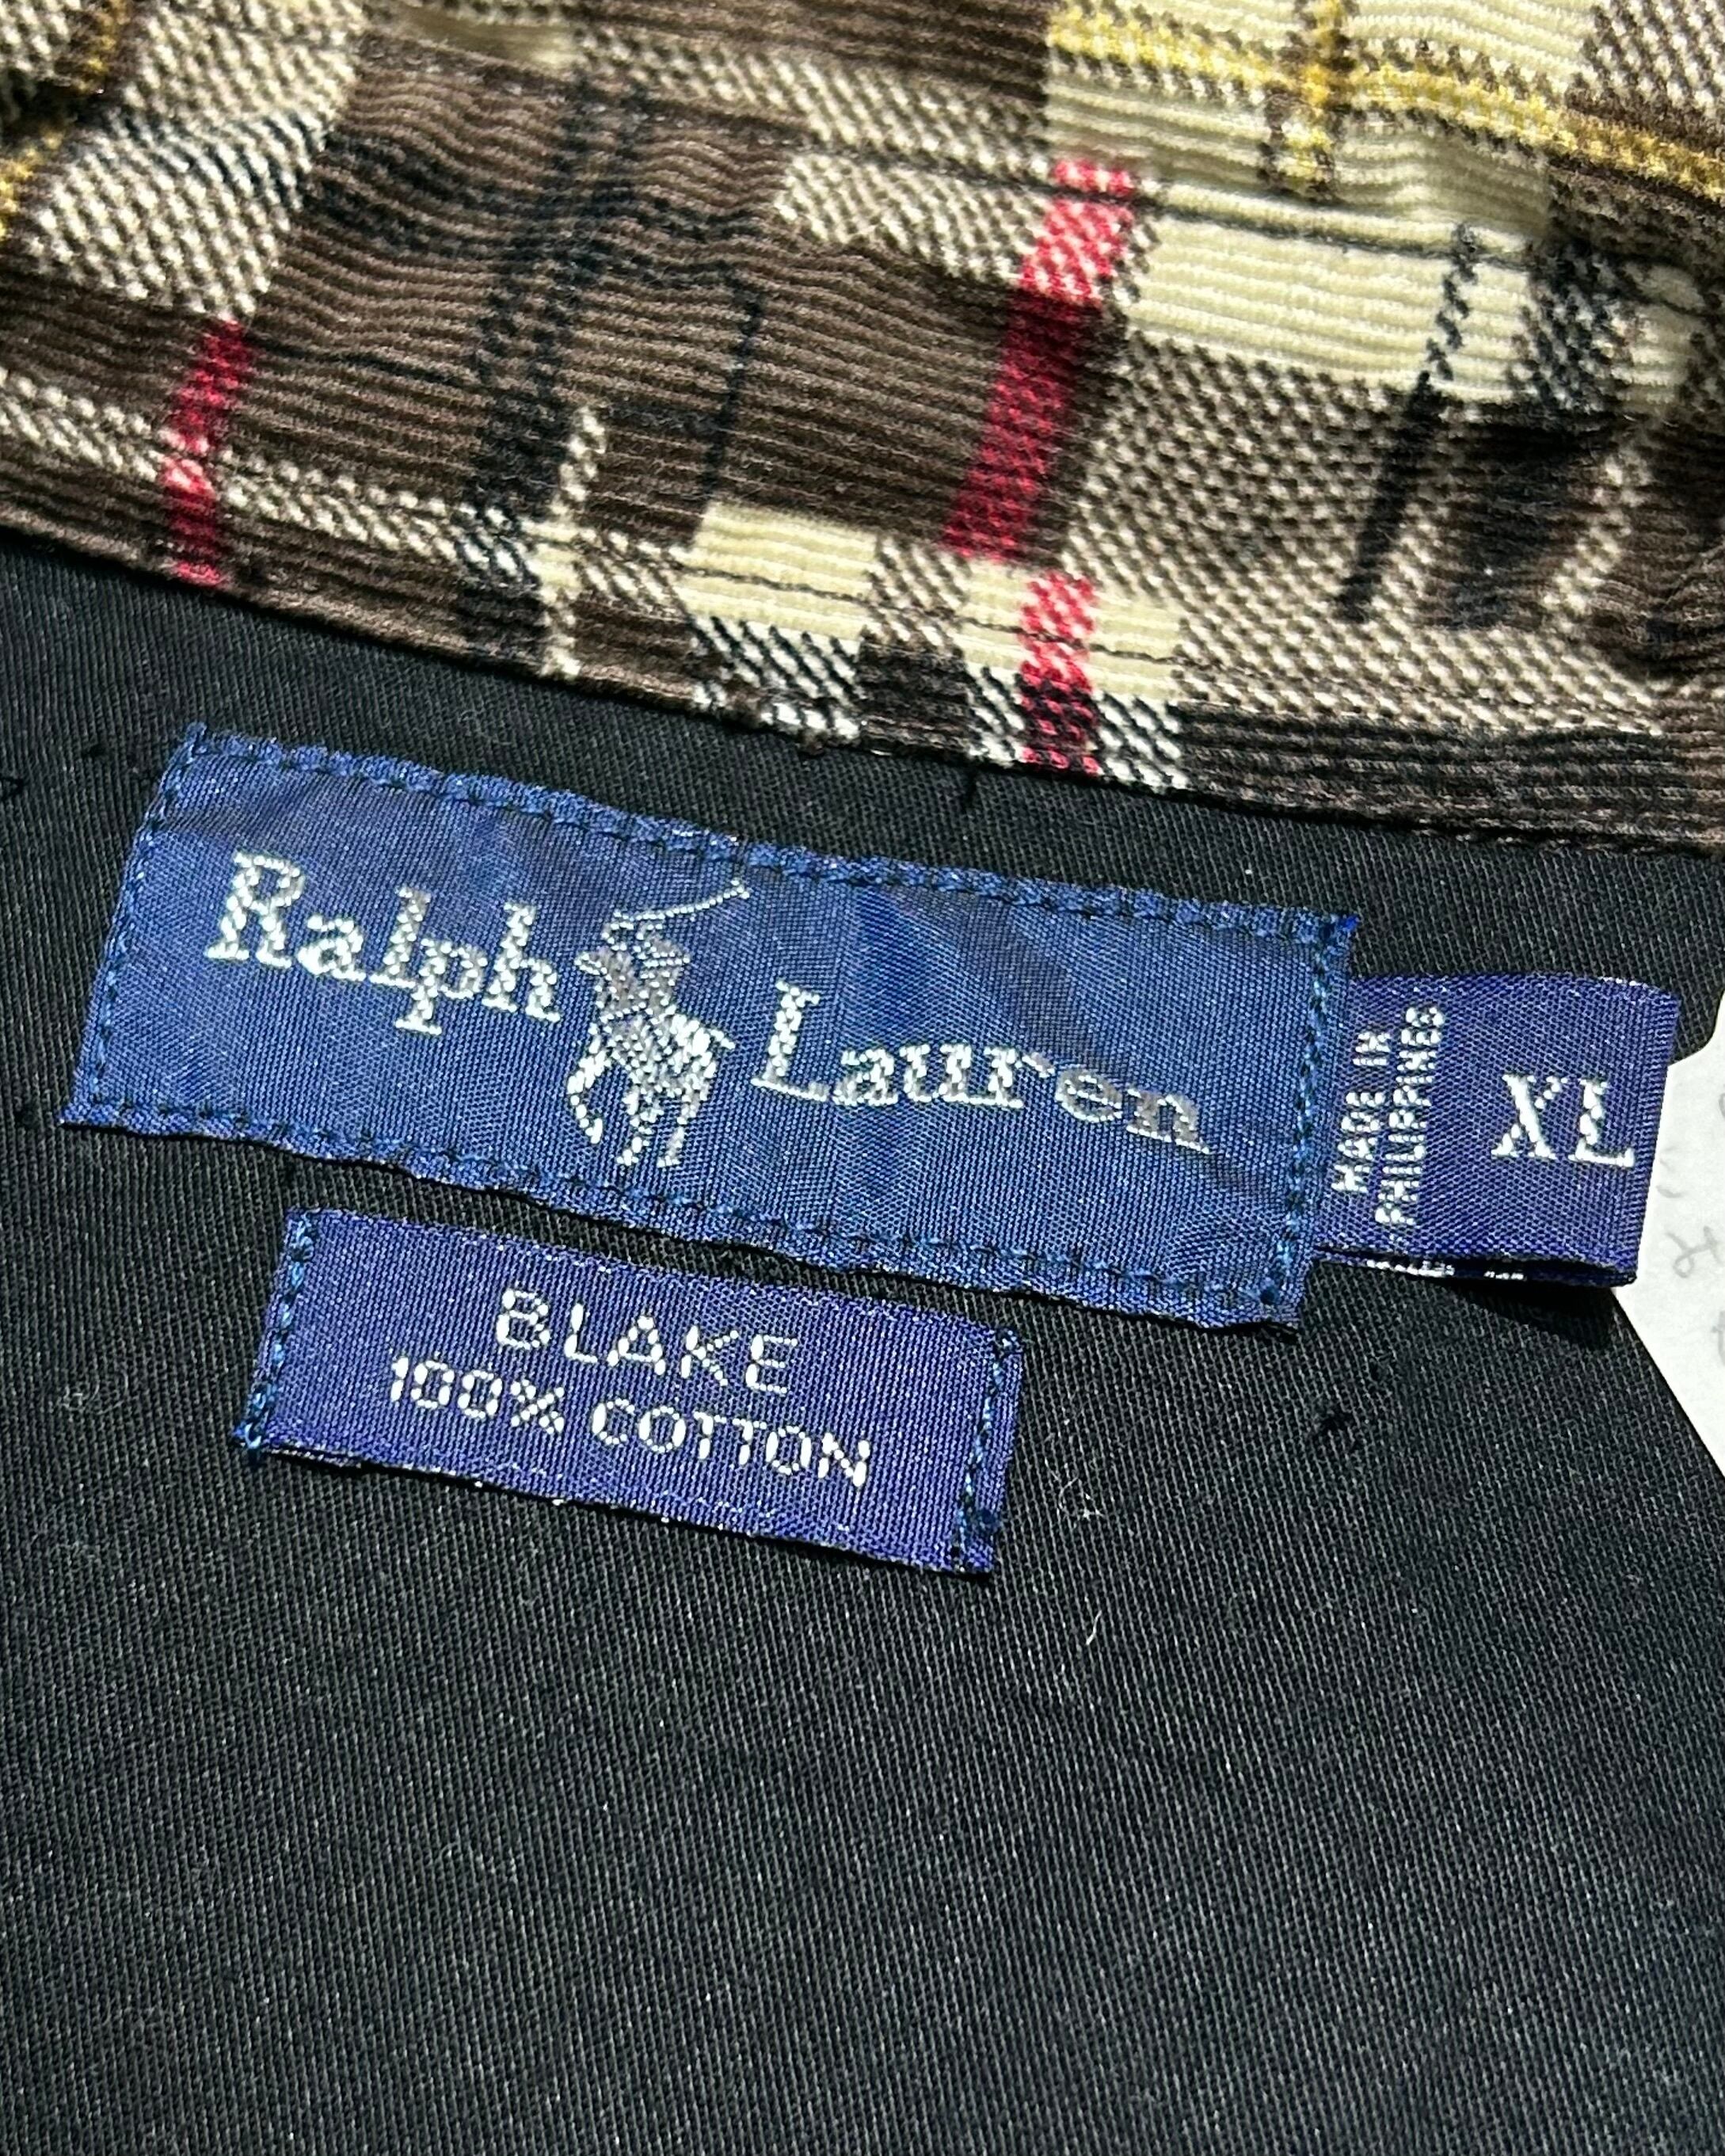 Ralph Lauren
MADE IN
PHILIPPINES
XL
BLAKE
100% COTTON